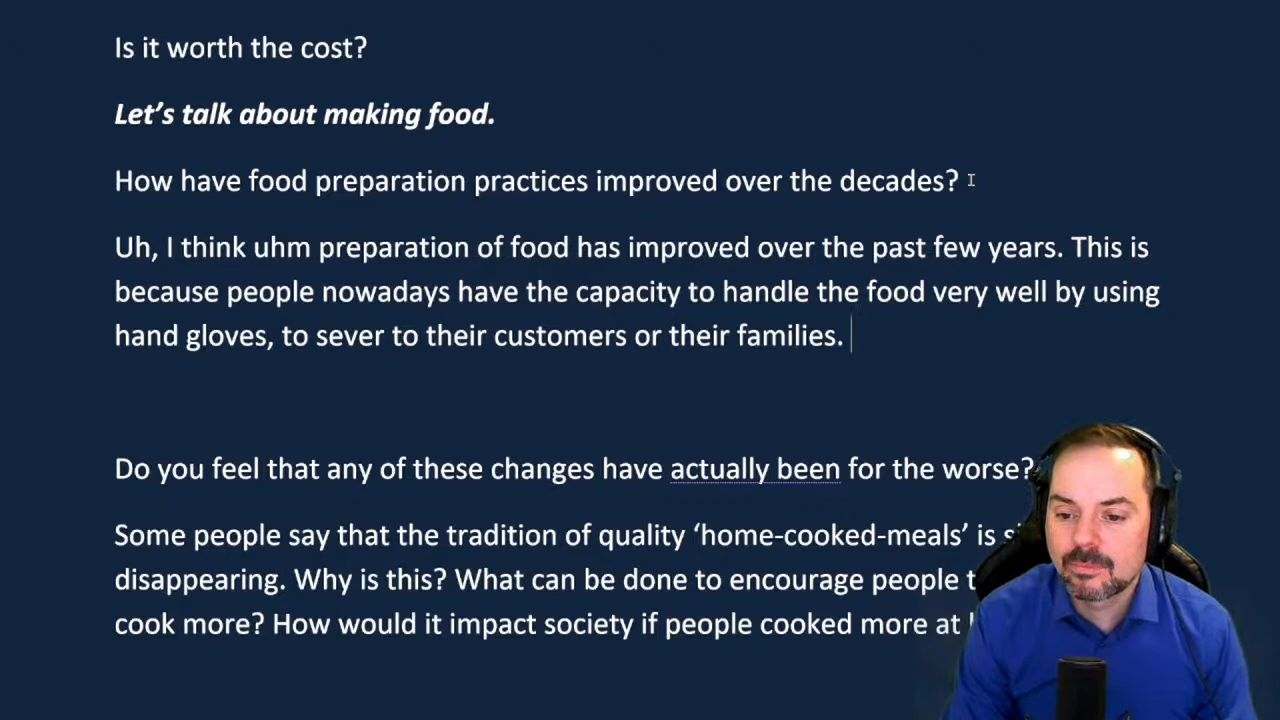 Is it worth the cost?
Let's talk about making food.
How have food preparation practices improved over the decades?
Uh, I think uhm preparation of food has improved over the past few years. This is
because people nowadays have the capacity to handle the food very well by using
hand gloves, to sever to their customers or their families.
Do you feel that any of these changes have actually been for the worse?
Some people say that the tradition of quality ‘home-cooked-meals’ is
disappearing. Why is this? What can be done to encourage people
cook more? How would it impact society if people cooked more at